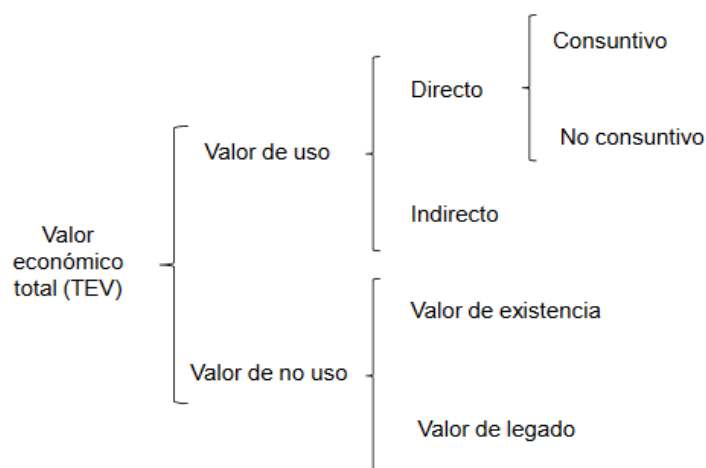 Consuntivo
Directo
No consuntivo
Valor de uso
Indirecto
Valor
económico
total (TEV)
Valor de existencia
Valor de no uso
Valor de legado